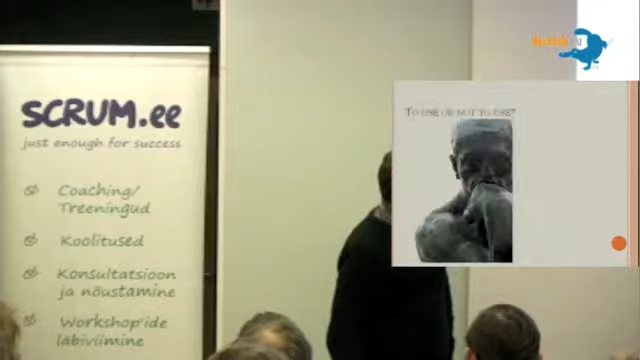 SCRUM.ee
just enough for success
Coaching/
Treeningud
Koolitused
Konsultatsioon
ja nõustamine
Workshop'ide
läbiviimine
TO USE OR NOT TO USE?